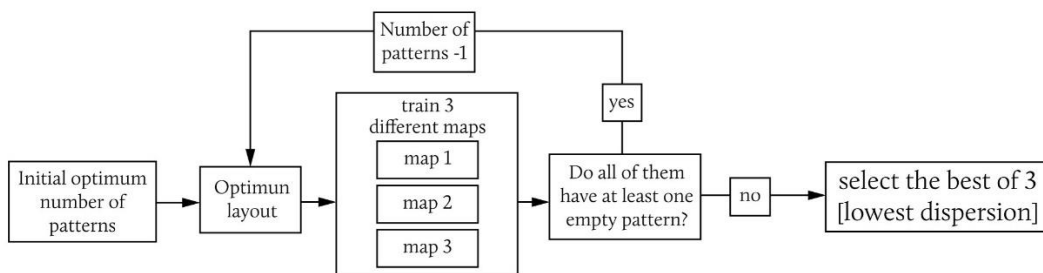 Number of
patterns -1
train 3
different maps
yes
map 1
Initial optimum
number of
patterns
Optimun
layout
map 2
Do all of them
have at least one
empty pattern?
no
select the best of 3
[lowest dispersion]
map 3